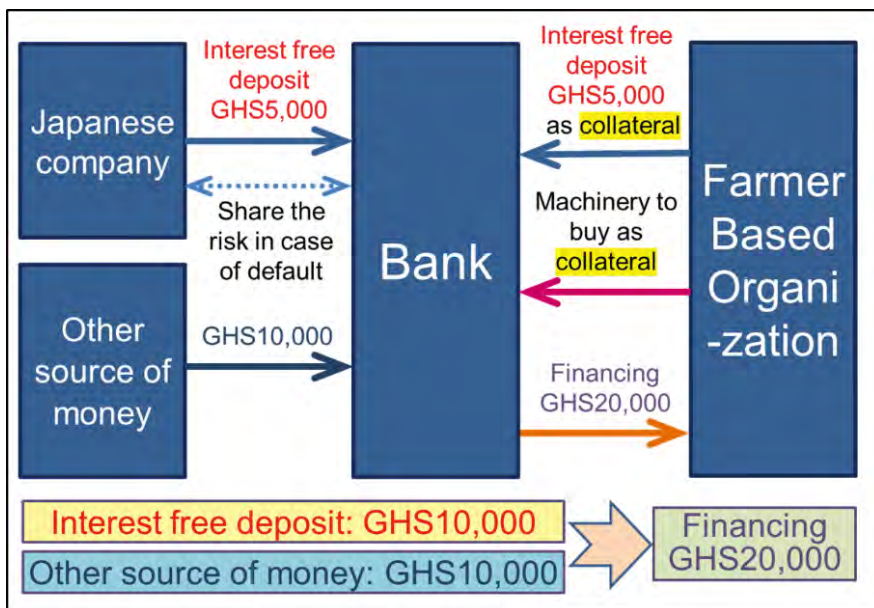 Japanese
company
Interest free
deposit
GHS5,000
Share the
risk in case
of default
Other
source of
money
GHS10,000
Bank
Interest free
deposit
GHS5,000
as collateral
Machinery to
buy as
collateral
Financing
GHS20,000
Farmer
Based
Organi
-zation
Interest free deposit: GHS10,000
Other source of money: GHS10,000
Financing
GHS20,000